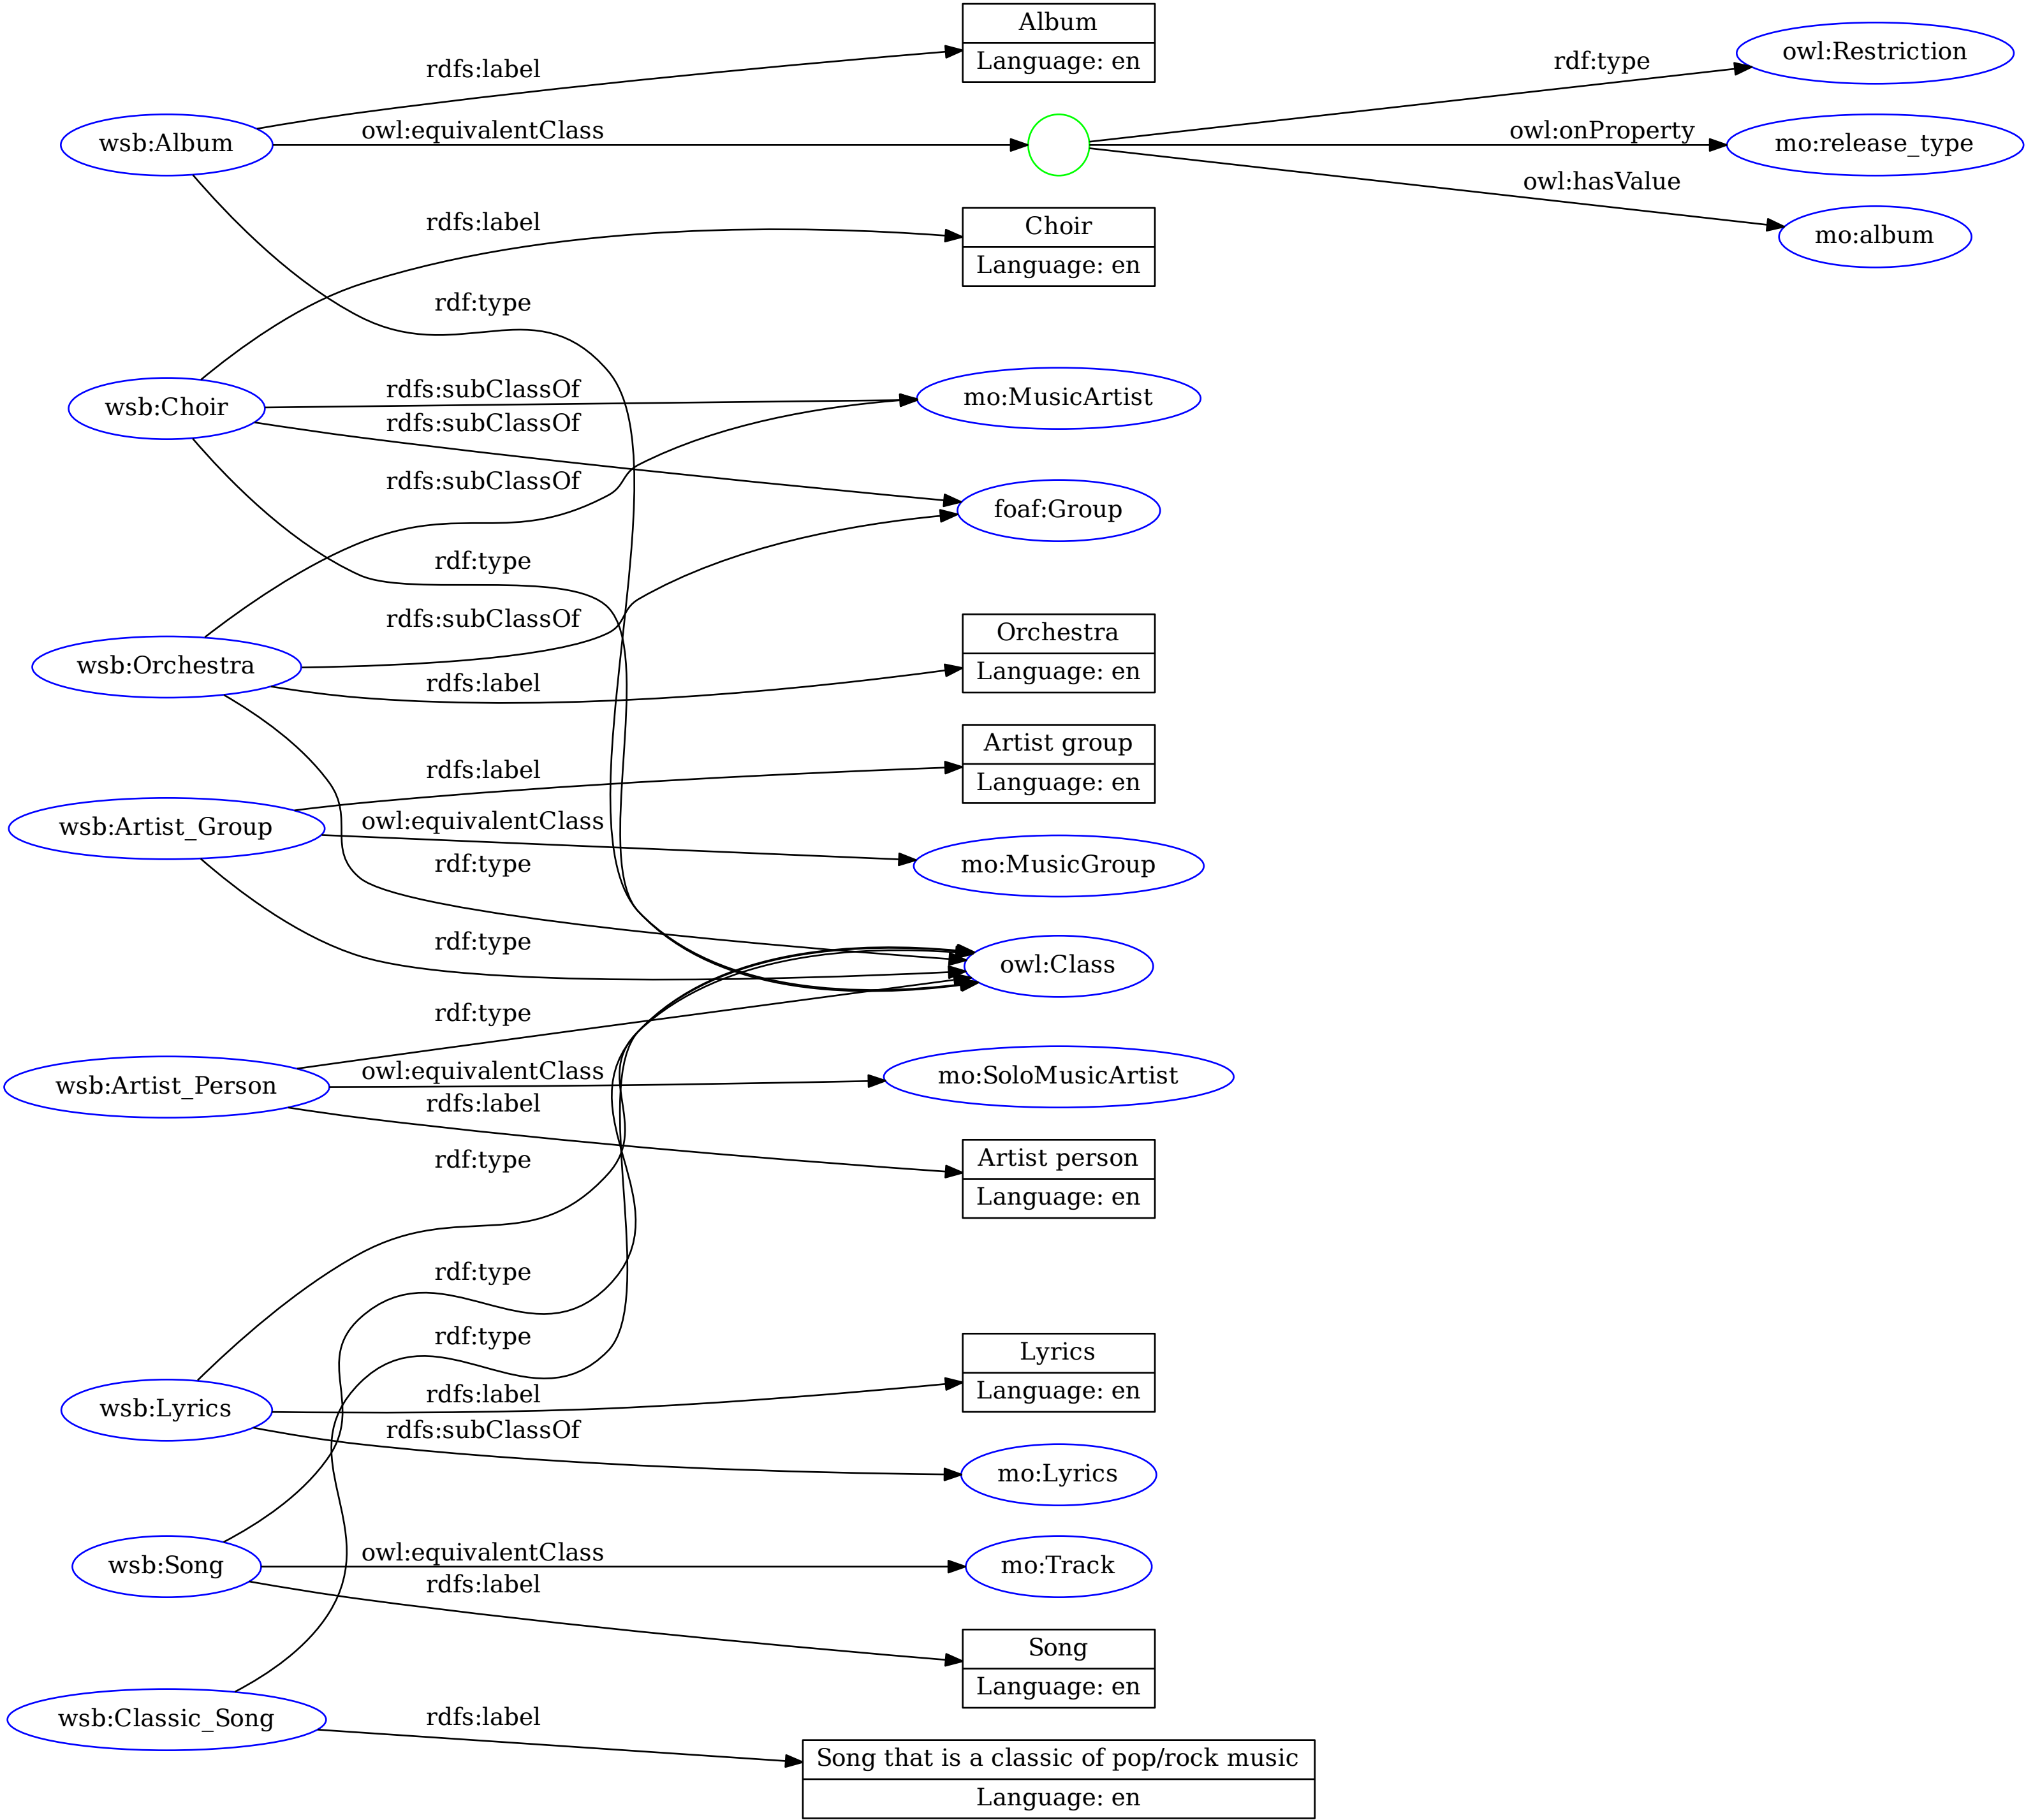 Album
Language: en
rdfs:label
owl:Restriction
rdf:type
wsb:Album
owl:equivalentClass
owl:onProperty
mo:release_type
owl:hasValue
mo:album
rdfs:label
Choir
Language: en
rdf:type
wsb:Choir
rdfs:subClassOf
mo:MusicArtist
rdfs:subClassOf
rdfs:subClassOf
foaf:Group
rdf:type
rdfs:subClassOf
Orchestra
Language: en
wsb:Orchestra
rdfs:label
Artist group
Language: en
rdfs:label
wsb:Artist_Group
owl:equivalentClass
mo:MusicGroup
rdf:type
rdf:type
owl:Class
rdf:type
wsb:Artist_Person
owl:equivalentClass
mo:SoloMusicArtist
rdfs:label
Artist person
Language: en
rdf:type
rdf:type
rdf:type
Lyrics
Language: en
wsb:Lyrics
rdfs:label
rdfs:subClassOf
mo:Lyrics
wsb:Song
owl:equivalentClass
mo:Track
rdfs:label
Song
Language: en
wsb:Classic_Song
rdfs:label
Song that is a classic of pop/rock music
Language: en